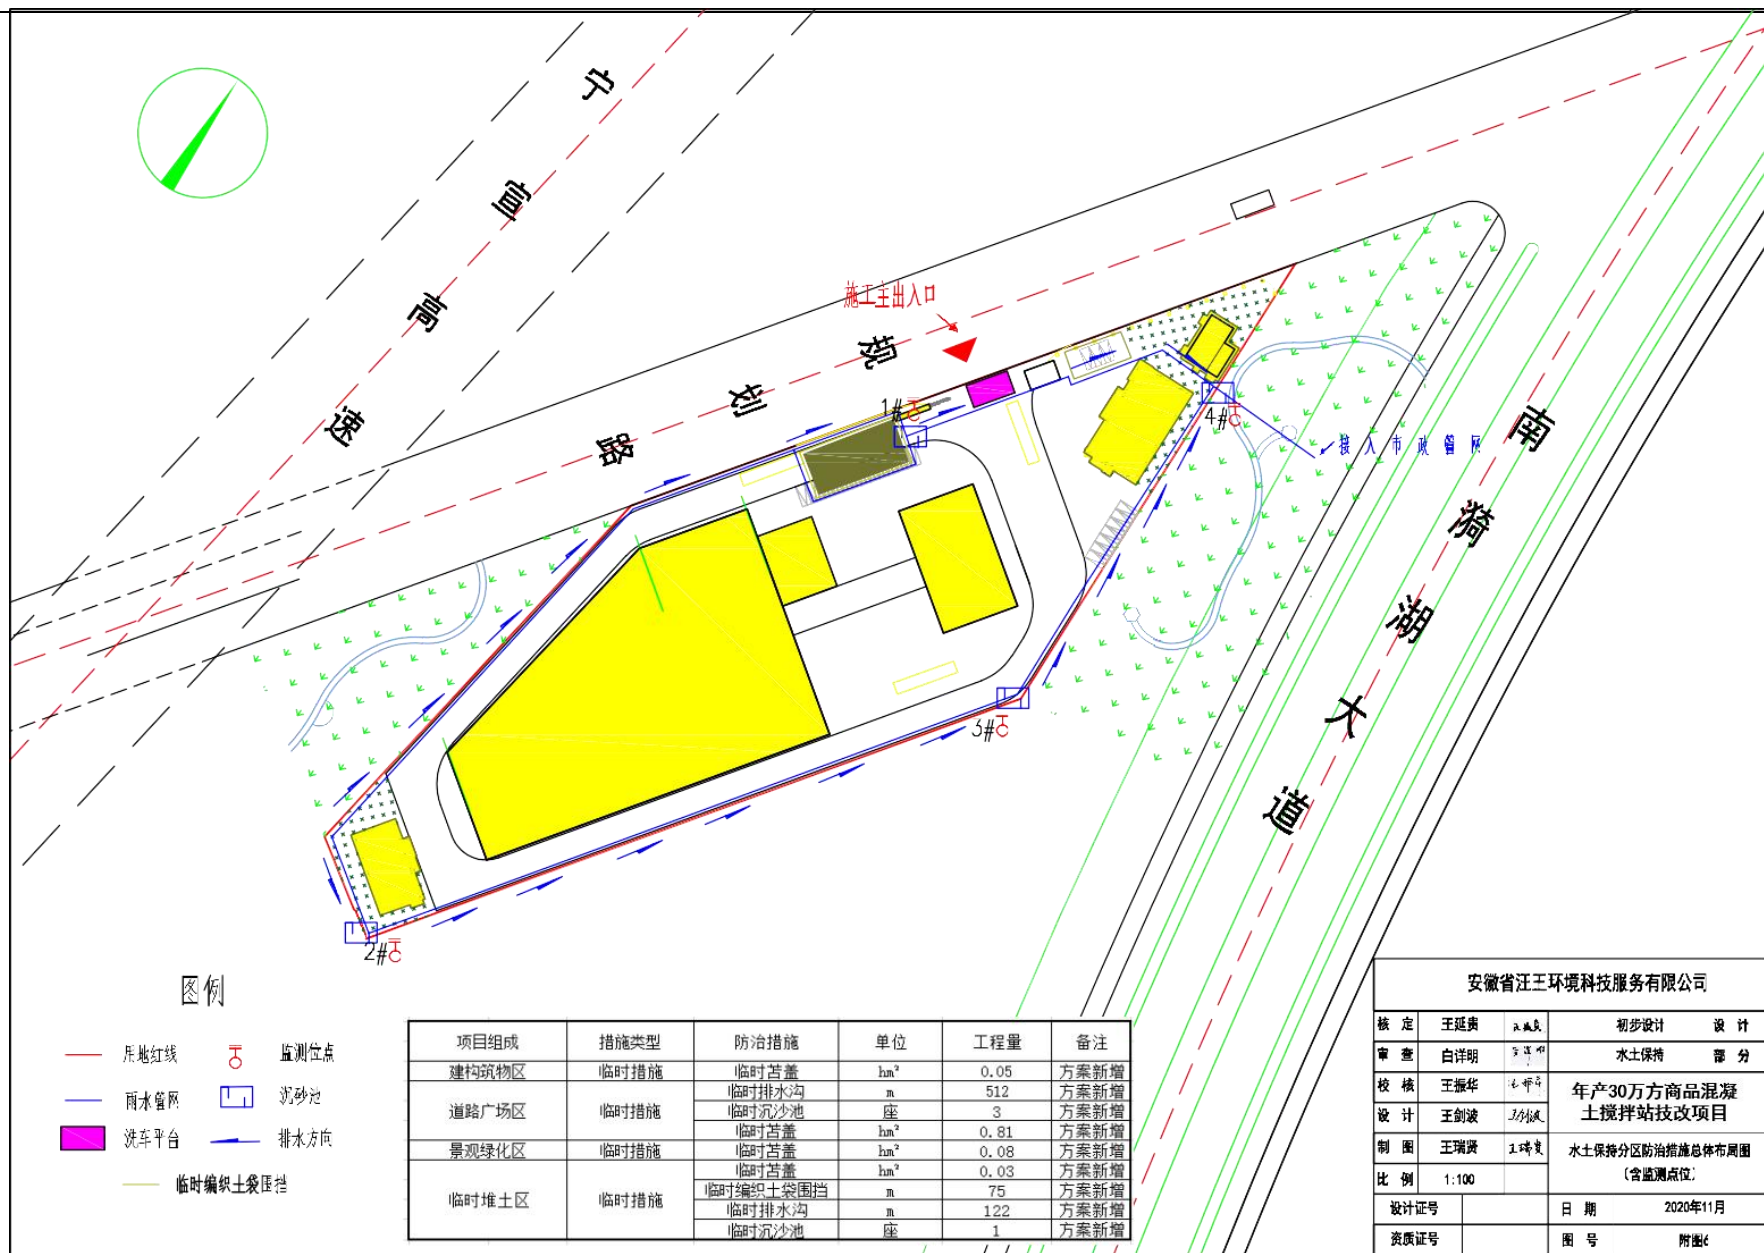 宁
宣
高
速
施工主出入口
规
划
路
1#
4#
接入市政管网
3#
2#
南
漪
湖
大
道
图例
用地红线
监测位点
雨水管网
沉砂池
洗车平台
排水方向
临时编织土袋围挡
项目组成 措施类型 防治措施 单位 工程量 备注
建构筑物区 临时措施 临时苫盖 hm² 0.05 方案新增
道路广场区 临时措施 临时排水沟 m 512 方案新增
临时沉沙池 座 3 方案新增
临时苫盖 hm² 0.81 方案新增
景观绿化区 临时措施 临时苫盖 hm² 0.08 方案新增
临时堆土区 临时措施 临时苫盖 hm² 0.03 方案新增
临时编织土袋围挡 m 75 方案新增
临时排水沟 m 122 方案新增
临时沉沙池 座 1 方案新增
安徽省汪王环境科技服务有限公司
核定 王延贵 初步设计 设计
审查 白详明 水土保持 部分
校核 王振华
年产30万方商品混凝
土搅拌站技改项目
设计 王剑波
制图 王瑞贤
水土保持分区防治措施总体布局图
(含监测点位)
比例 1:100
设计证号 日期 2020年11月
资质证号 图号 附图6